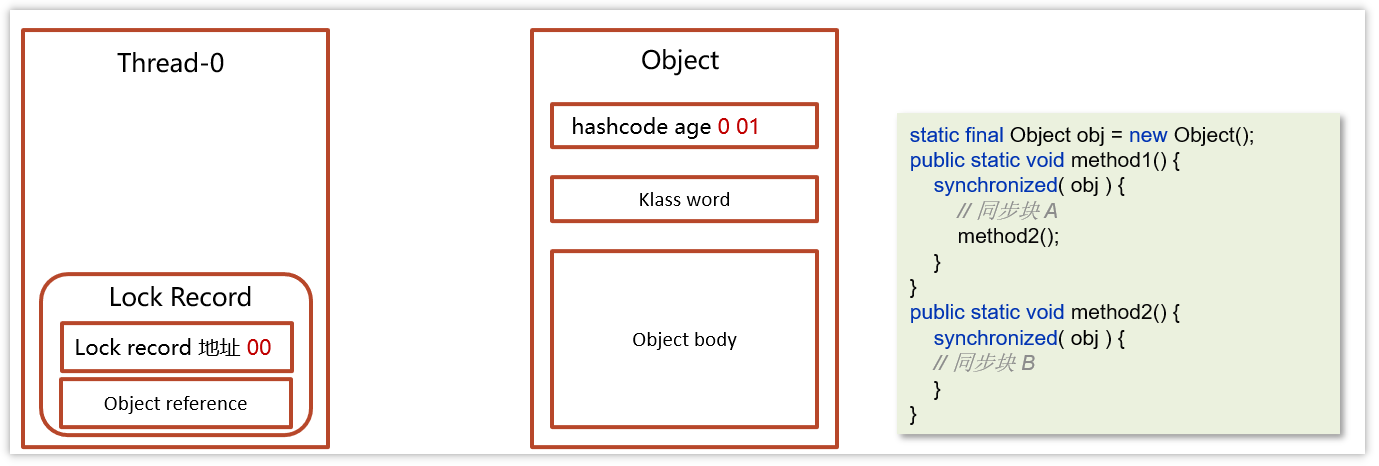 Thread-0
Lock Record
Lock record 地址 00
Object reference
Object
hashcode age 0 01
Klass word
Object body
static final Object obj = new Object();
public static void method1() {
synchronized( obj ) {
// 同步块 A
method2();
}
}
public static void method2() {
synchronized( obj ) {
// 同步块 B
}
}